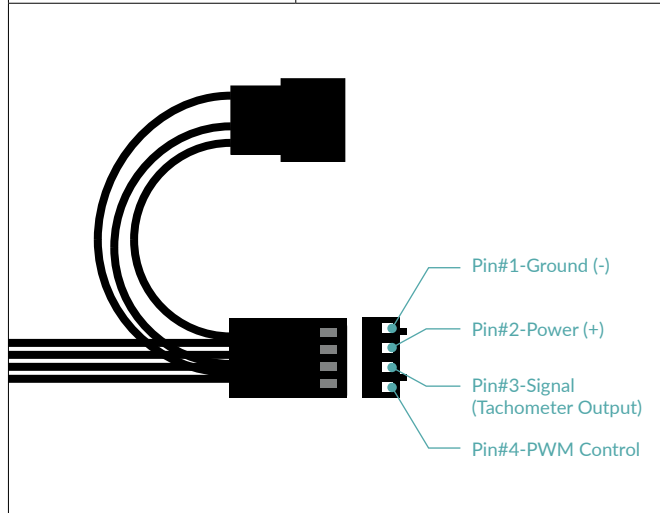 Pin#1-Ground (-)
Pin#2-Power (+)
Pin#3-Signal
(Tachometer Output)
Pin#4-PWM Control